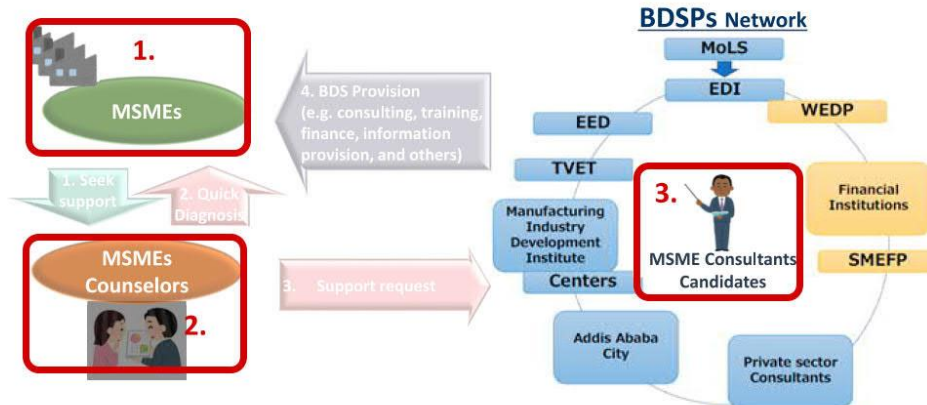 BDSPs Network
1.
MSMEs
4. BDS Provision
(e.g. consulting, training,
finance, information
provision, and others)
MoLS
EDI
WEDP
EED
TVET
1. Seek
support
2. Quick
Diagnosis
3.
Financial
Institutions
Manufacturing
Industry
Development
Institute
MSME Consultants
Candidates
SMEFP
MSMEs
Counselors
2.
3. Support request
Centers
Addis Ababa
City
Private sector
Consultants